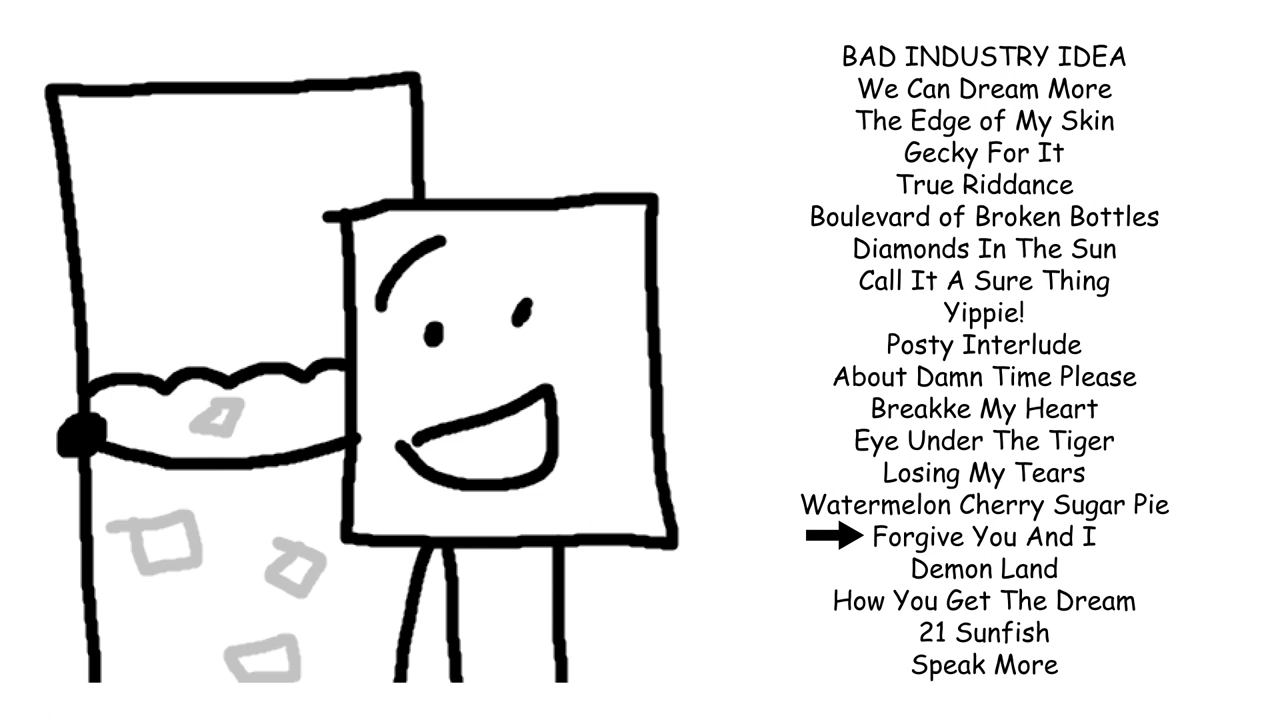 BAD INDUSTRY IDEA
We Can Dream More
The Edge of My Skin
Gecky For It
True Riddance
Boulevard of Broken Bottles
Diamonds In The Sun
Call It A Sure Thing
Yippie!
Posty Interlude
About Damn Time Please
Breakke My Heart
Eye Under The Tiger
Losing My Tears
Watermelon Cherry Sugar Pie
Forgive You And I
Demon Land
How You Get The Dream
21 Sunfish
Speak More